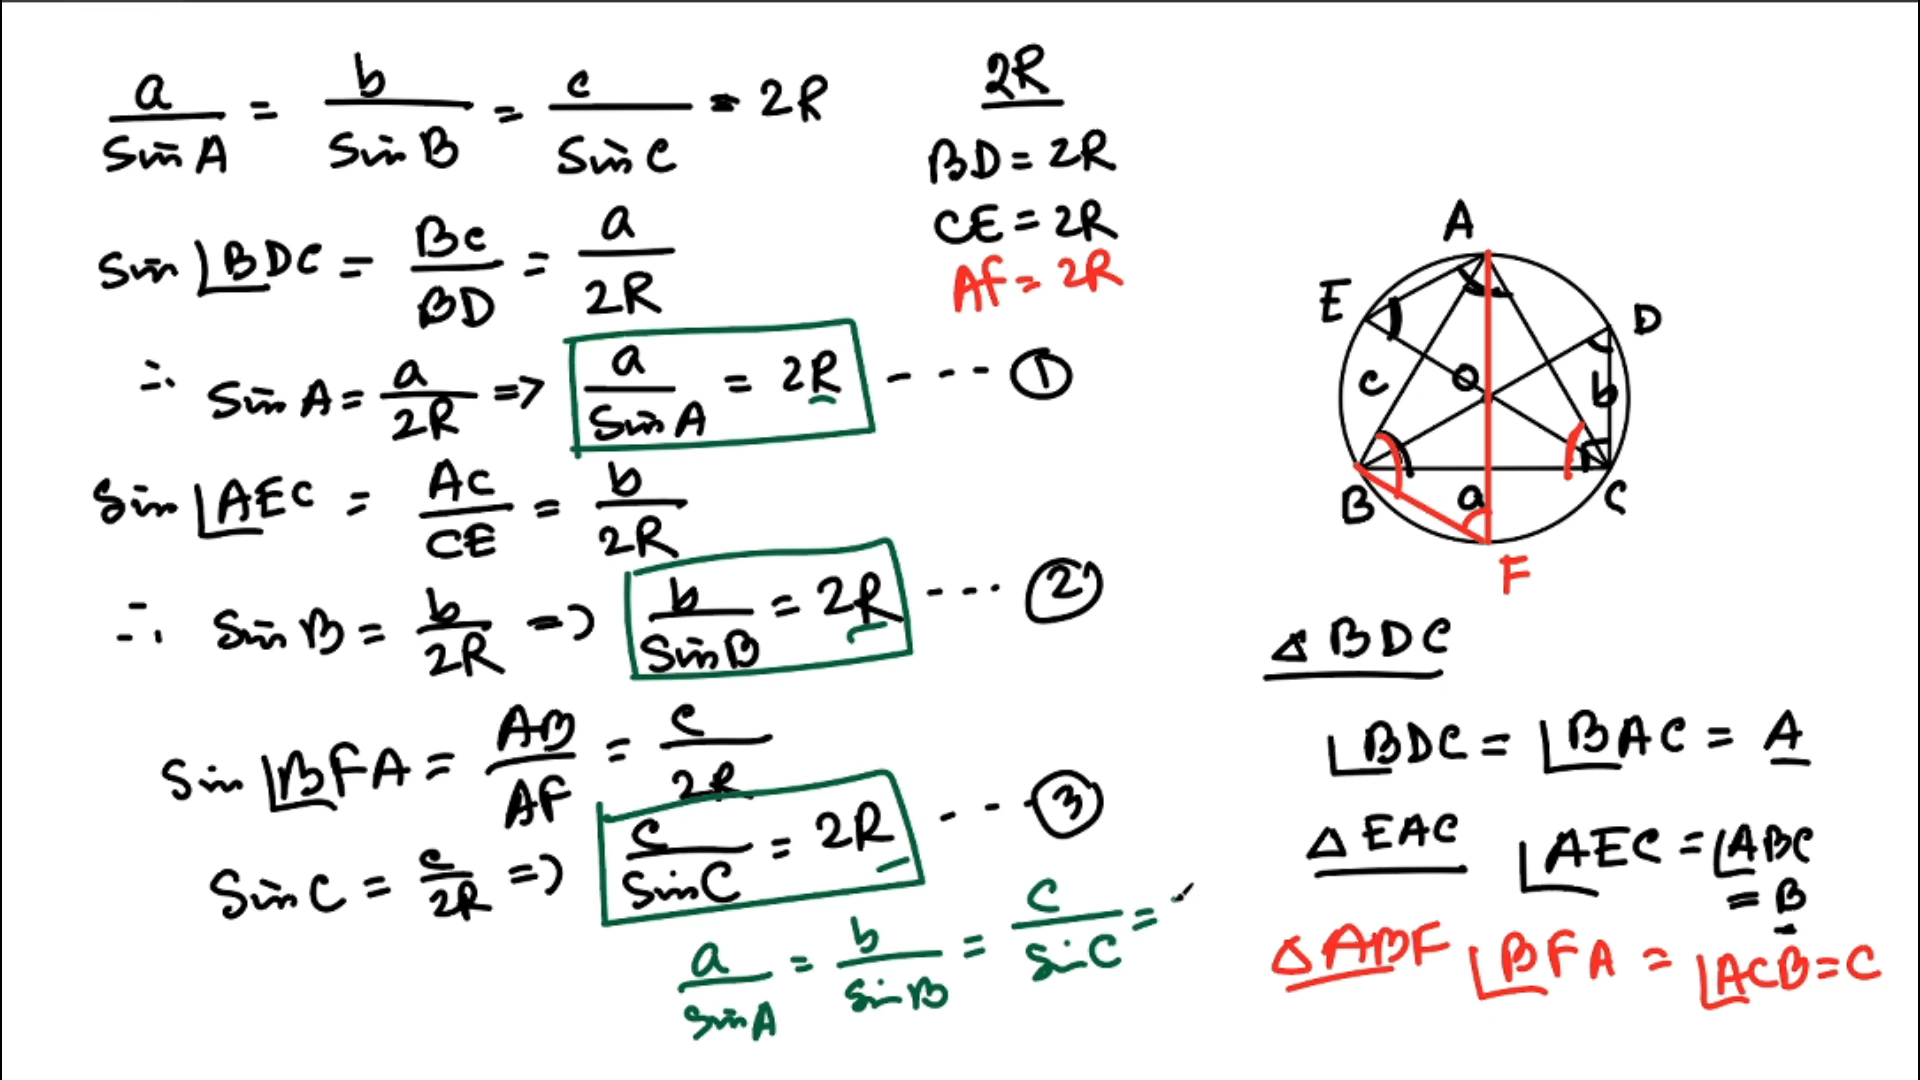 a/Sin A = b/Sin B = c/Sin C = 2R
Sin ∠BDC = BC/BD = a/2R
∴ Sin A = a/2R => a/Sin A = 2R ---- ①
Sin ∠AEC = AC/CE = b/2R
∴ Sin B = b/2R => b/Sin B = 2R ---- ②
Sin ∠BFA = AB/AF = c/2R
Sin C = c/2R => c/Sin C = 2R --- ③
a/sin A = b/sin B = c/sin C =
2R
BD = 2R
CE = 2R
AF = 2R
A
E
D
c
O
b
B
a
C
F
△ BDC
∠BDC = ∠BAC = A
△ EAC ∠AEC = ∠ABC
= B
△ ABF ∠BFA = ∠ACB = C